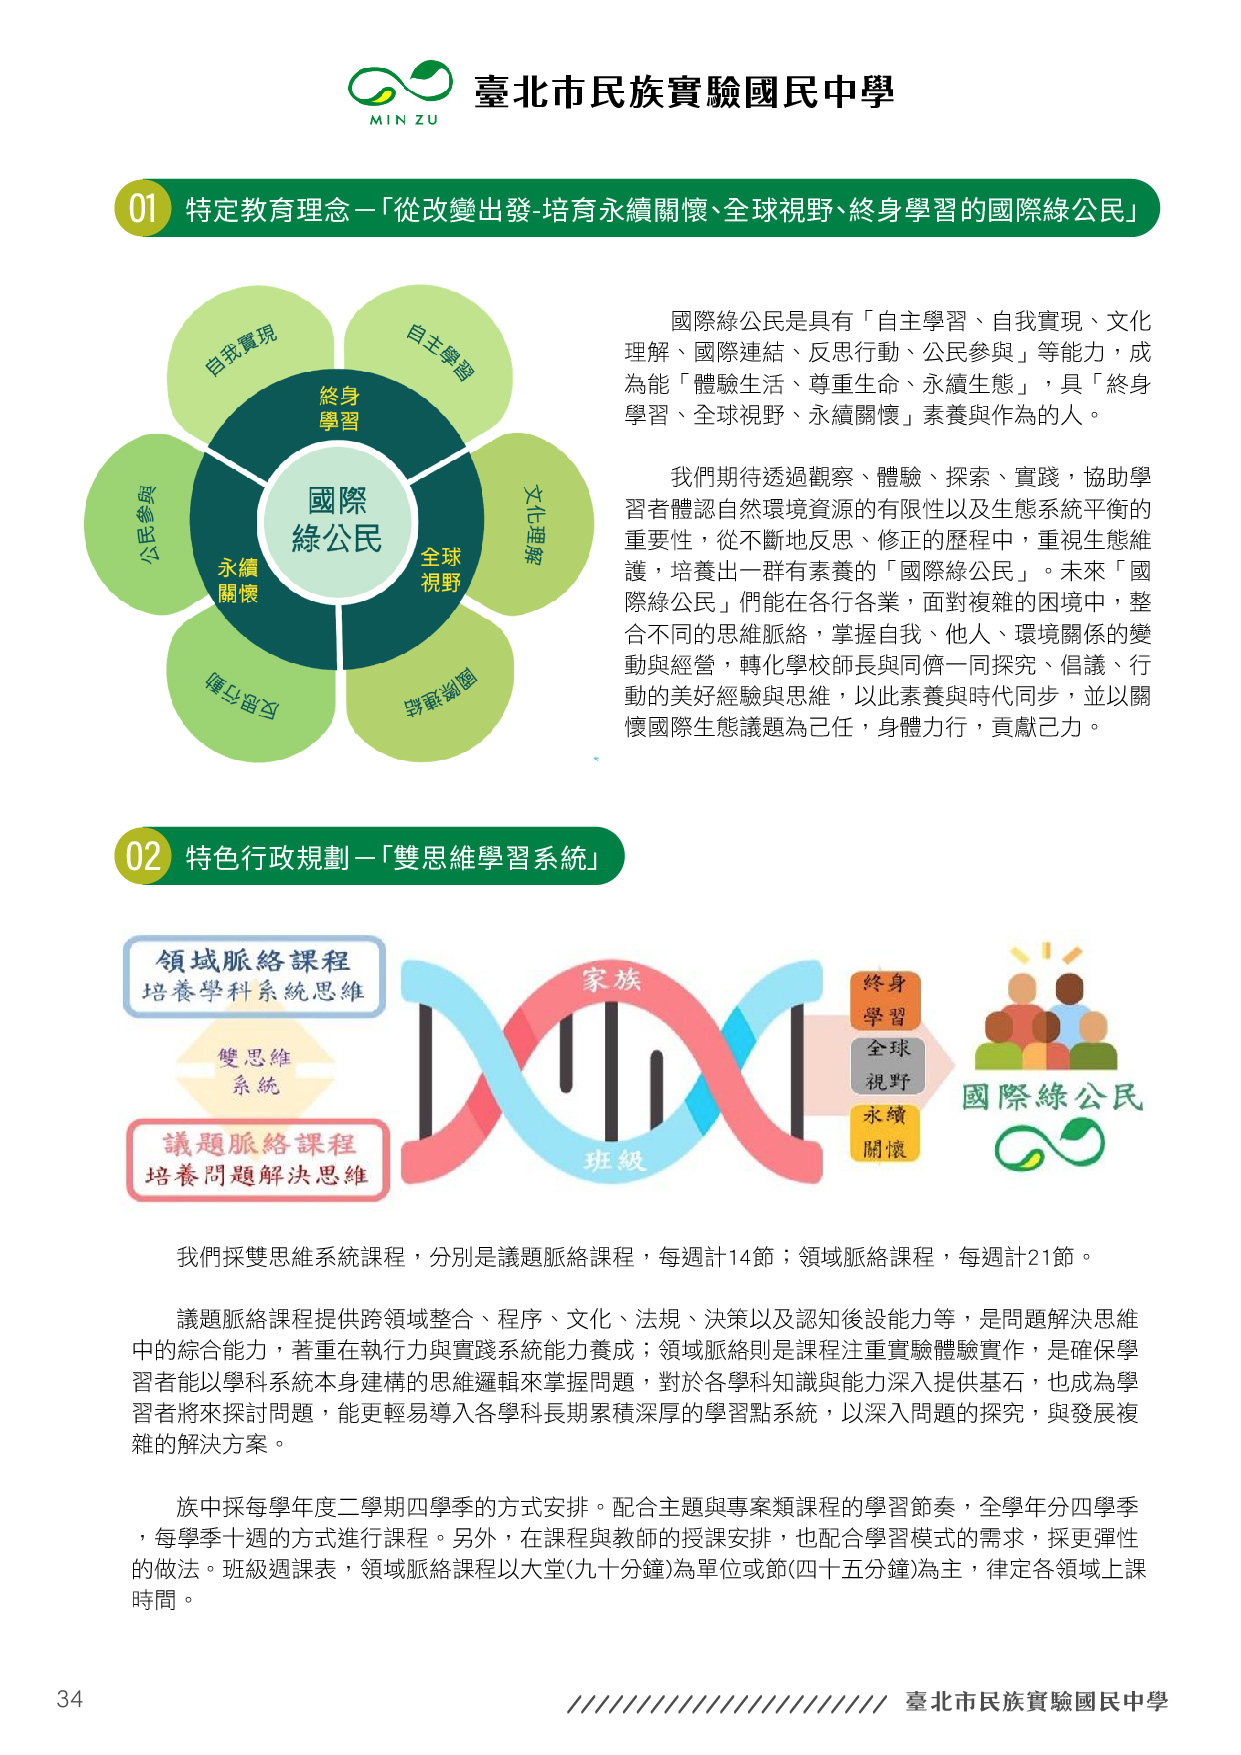 MIN ZU
臺北市民族實驗國民中學
01 特定教育理念－「從改變出發-培育永續關懷、全球視野、終身學習的國際綠公民」
自我實現
自主學習
終身
學習
公民參與
文化理解
國際
綠公民
永續
關懷
全球
視野
反思行動
國際連結
國際綠公民是具有「自主學習、自我實現、文化
理解、國際連結、反思行動、公民參與」等能力，成
為能「體驗生活、尊重生命、永續生態」，具「終身
學習、全球視野、永續關懷」素養與作為的人。
我們期待透過觀察、體驗、探索、實踐，協助學
習者體認自然環境資源的有限性以及生態系統平衡的
重要性，從不斷地反思、修正的歷程中，重視生態維
護，培養出一群有素養的「國際綠公民」。未來「國
際綠公民」們能在各行各業，面對複雜的困境中，整
合不同的思維脈絡，掌握自我、他人、環境關係的變
動與經營，轉化學校師長與同儕一同探究、倡議、行
動的美好經驗與思維，以此素養與時代同步，並以關
懷國際生態議題為己任，身體力行，貢獻己力。
02 特色行政規劃－「雙思維學習系統」
領域脈絡課程
培養學科系統思維
雙思維
系統
議題脈絡課程
培養問題解決思維
家族
班級
終身
學習
全球
視野
永續
關懷
國際綠公民
我們採雙思維系統課程，分別是議題脈絡課程，每週計14節；領域脈絡課程，每週計21節。
議題脈絡課程提供跨領域整合、程序、文化、法規、決策以及認知後設能力等，是問題解決思維
中的綜合能力，著重在執行力與實踐系統能力養成；領域脈絡則是課程注重實驗體驗實作，是確保學
習者能以學科系統本身建構的思維邏輯來掌握問題，對於各學科知識與能力深入提供基石，也成為學
習者將來探討問題，能更輕易導入各學科長期累積深厚的學習點系統，以深入問題的探究，與發展複
雜的解決方案。
族中採每學年度二學期四學季的方式安排。配合主題與專案類課程的學習節奏，全學年分四學季
，每學季十週的方式進行課程。另外，在課程與教師的授課安排，也配合學習模式的需求，採更彈性
的做法。班級週課表，領域脈絡課程以大堂(九十分鐘)為單位或節(四十五分鐘)為主，律定各領域上課
時間。
34
臺北市民族實驗國民中學